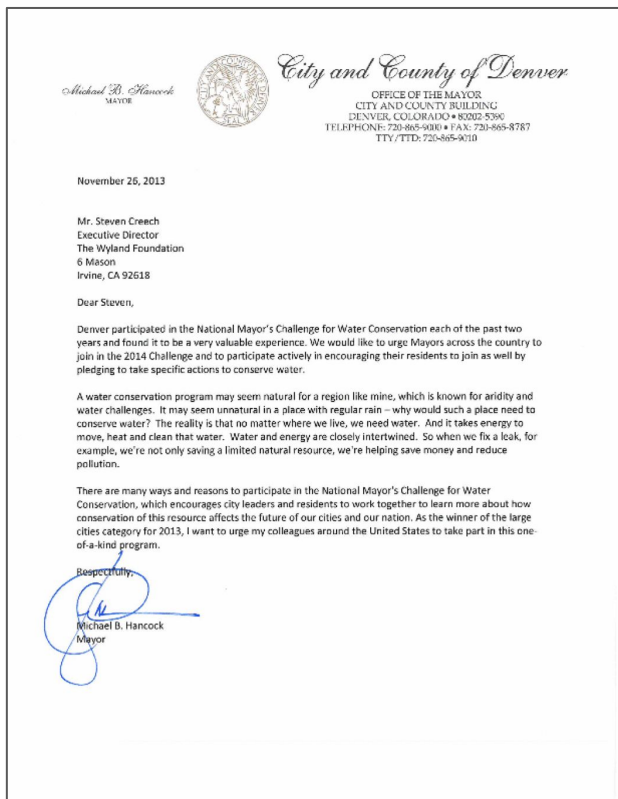 City and County of Denver
Michael B. Hancock
MAYOR
OFFICE OF THE MAYOR
CITY AND COUNTY BUILDING
DENVER, COLORADO • 80202-5390
TELEPHONE: 720-865-9000 • FAX: 720-865-8787
TTY/TTD: 720-865-9010
November 26, 2013
Mr. Steven Creech
Executive Director
The Wyland Foundation
6 Mason
Irvine, CA 92618
Dear Steven,
Denver participated in the National Mayor's Challenge for Water Conservation each of the past two
years and found it to be a very valuable experience. We would like to urge Mayors across the country to
join in the 2014 Challenge and to participate actively in encouraging their residents to join as well by
pledging to take specific actions to conserve water.
A water conservation program may seem natural for a region like mine, which is known for aridity and
water challenges. It may seem unnatural in a place with regular rain – why would such a place need to
conserve water? The reality is that no matter where we live, we need water. And it takes energy to
move, heat and clean that water. Water and energy are closely intertwined. So when we fix a leak, for
example, we're not only saving a limited natural resource, we're helping save money and reduce
pollution.
There are many ways and reasons to participate in the National Mayor's Challenge for Water
Conservation, which encourages city leaders and residents to work together to learn more about how
conservation of this resource affects the future of our cities and our nation. As the winner of the large
cities category for 2013, I want to urge my colleagues around the United States to take part in this one-
of-a-kind program.
Respectfully,
Michael B. Hancock
Mayor